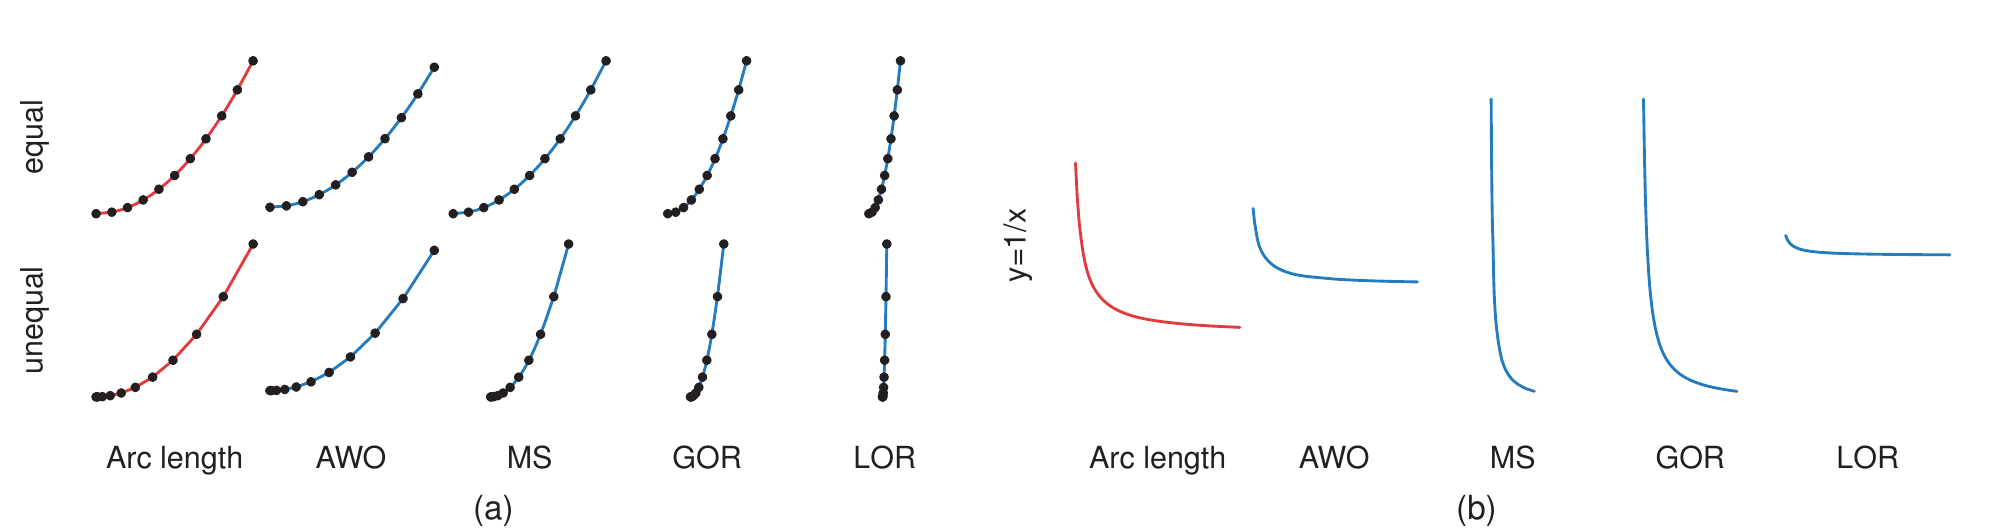 equal
unequal
Arc length AWO MS GOR LOR
(a)
y=1/x
Arc length AWO MS GOR LOR
(b)